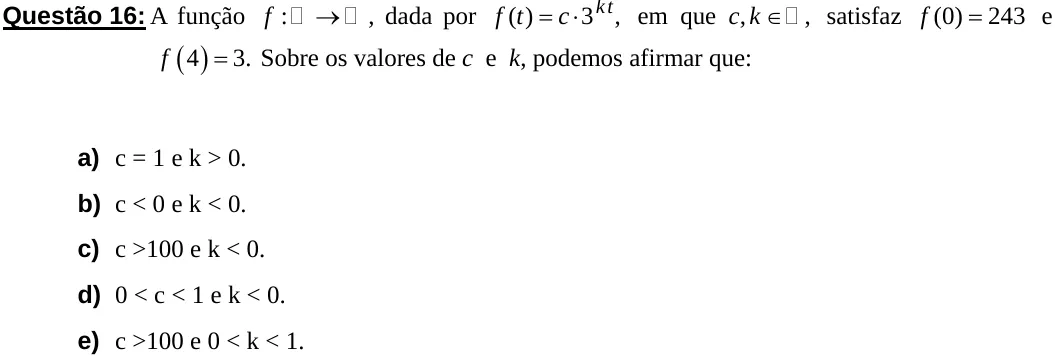 Questão 16: A função f :□ →□ , dada por f(t) = c·3^{kt}, em que c,k ∈□ , satisfaz f(0) = 243 e
f(4) = 3. Sobre os valores de c e k, podemos afirmar que:
a) c = 1 e k > 0.
b) c < 0 e k < 0.
c) c >100 e k < 0.
d) 0 < c < 1 e k < 0.
e) c >100 e 0 < k < 1.